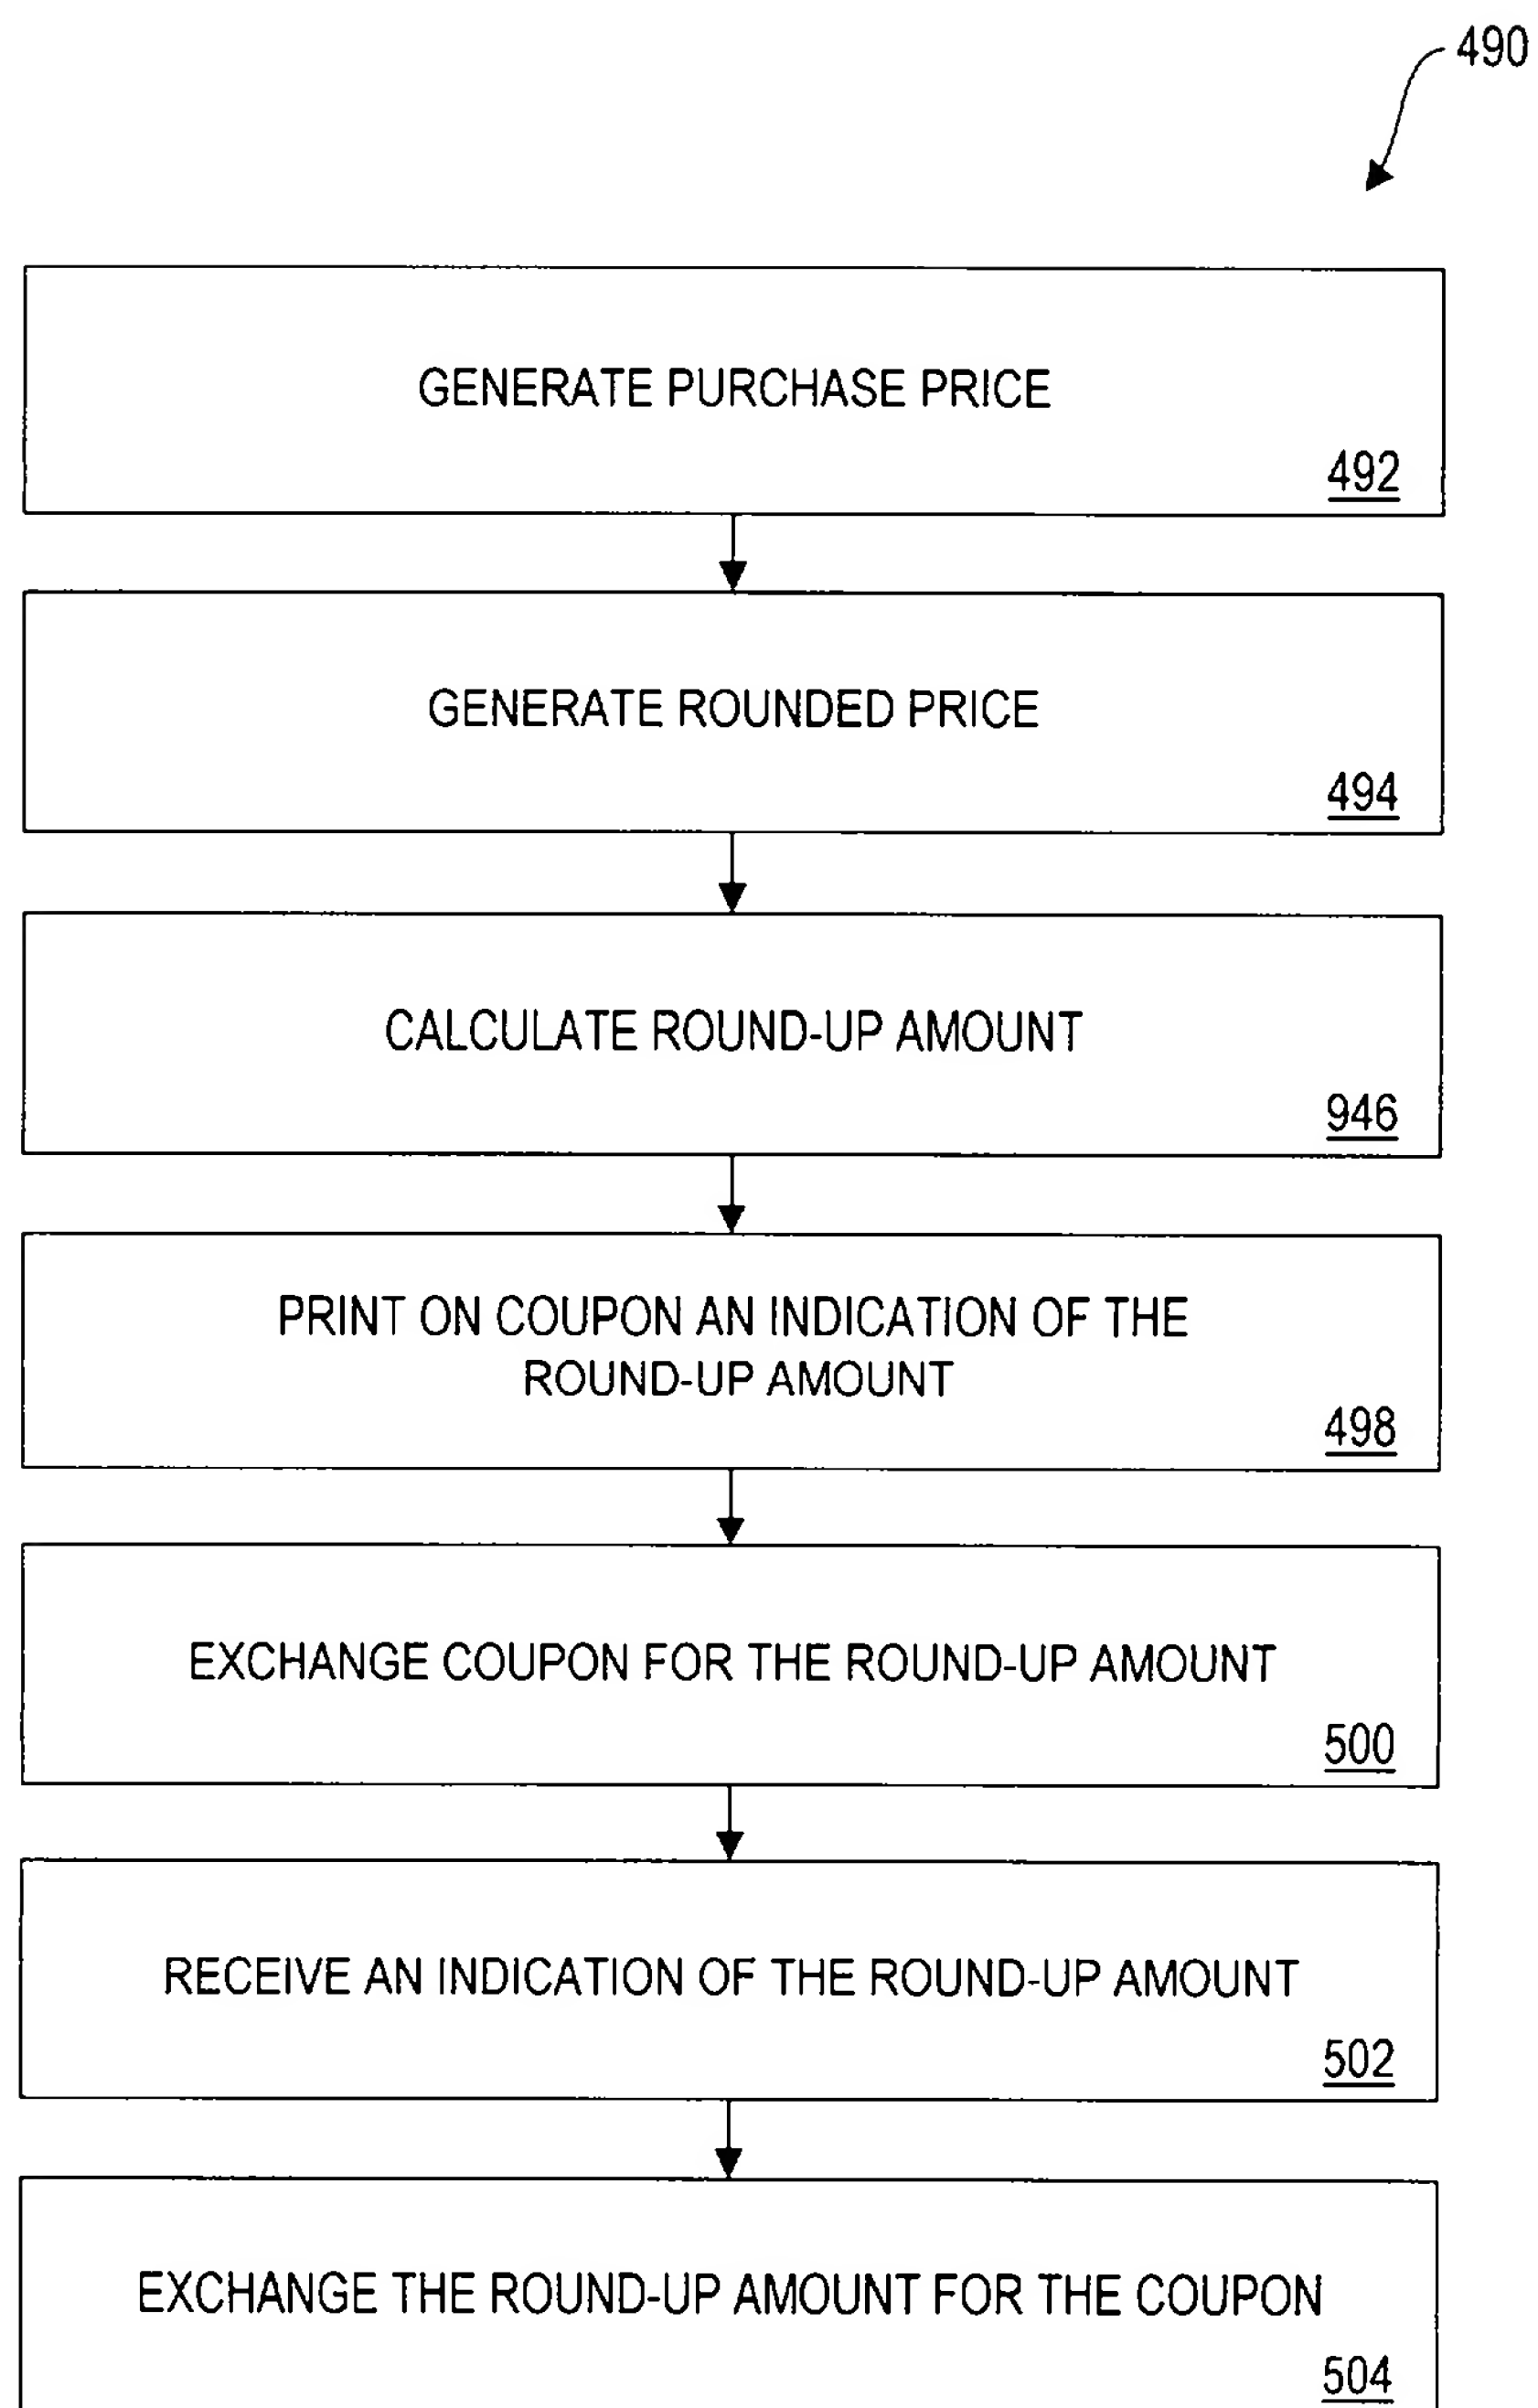 490
GENERATE PURCHASE PRICE
492
GENERATE ROUNDED PRICE
494
CALCULATE ROUND-UP AMOUNT
946
PRINT ON COUPON AN INDICATION OF THE
ROUND-UP AMOUNT
498
EXCHANGE COUPON FOR THE ROUND-UP AMOUNT
500
RECEIVE AN INDICATION OF THE ROUND-UP AMOUNT
502
EXCHANGE THE ROUND-UP AMOUNT FOR THE COUPON
504